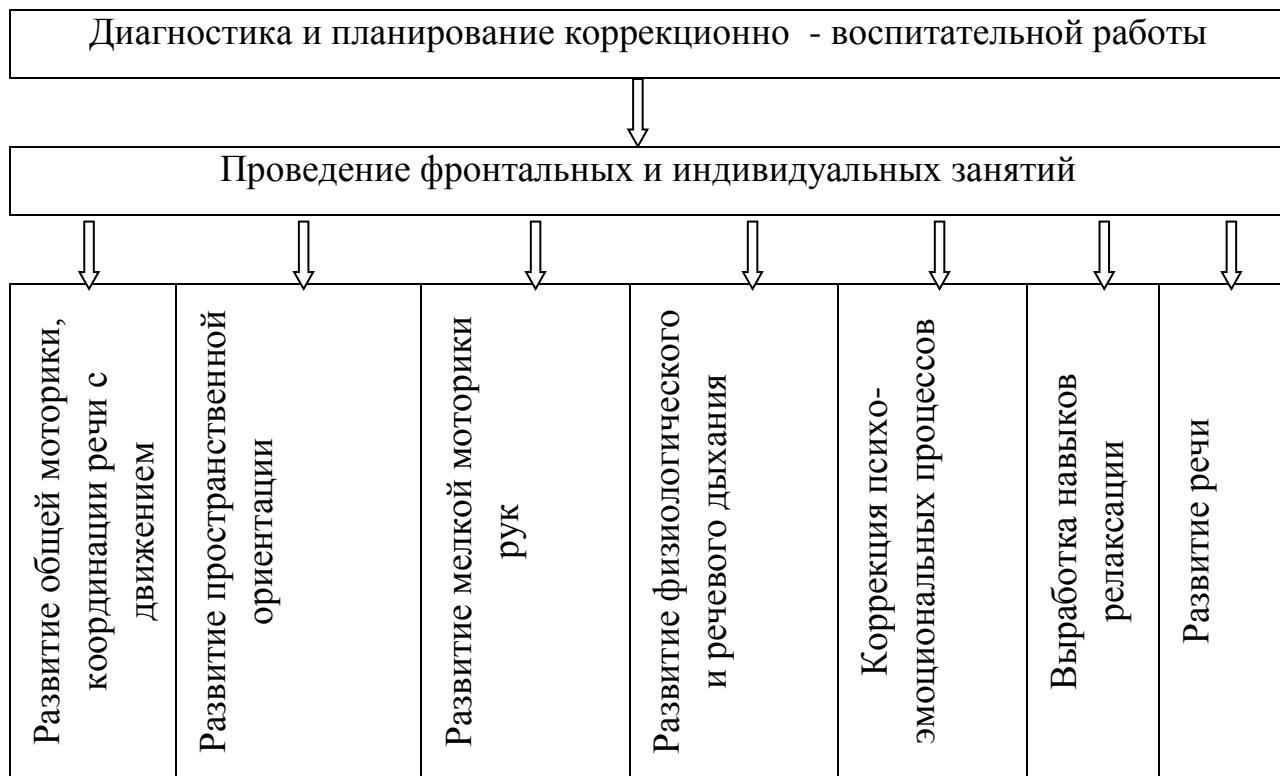 Диагностика и планирование коррекционно - воспитательной работы
Проведение фронтальных и индивидуальных занятий
Развитие общей моторики,
координации речи с
движением
Развитие пространственной
ориентации
Развитие мелкой моторики
рук
Развитие физиологического
и речевого дыхания
Коррекция психо-
эмоциональных процессов
Выработка навыков
релаксации
Развитие речи